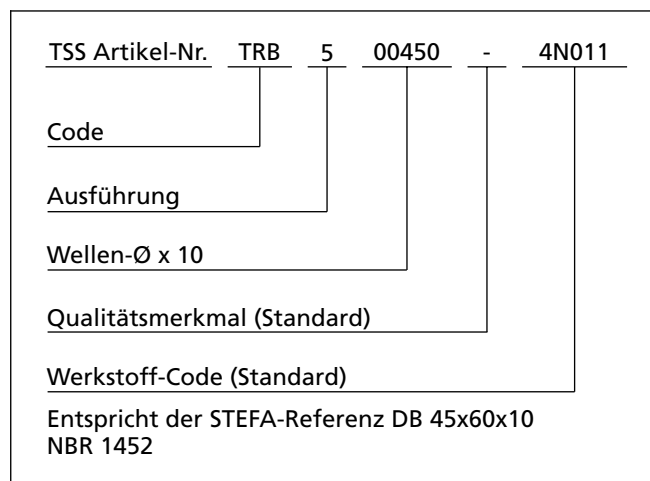 TSS Artikel-Nr. TRB 5 00450 - 4N011
Code
Ausführung
Wellen-Ø x 10
Qualitätsmerkmal (Standard)
Werkstoff-Code (Standard)
Entspricht der STEFA-Referenz DB 45x60x10
NBR 1452